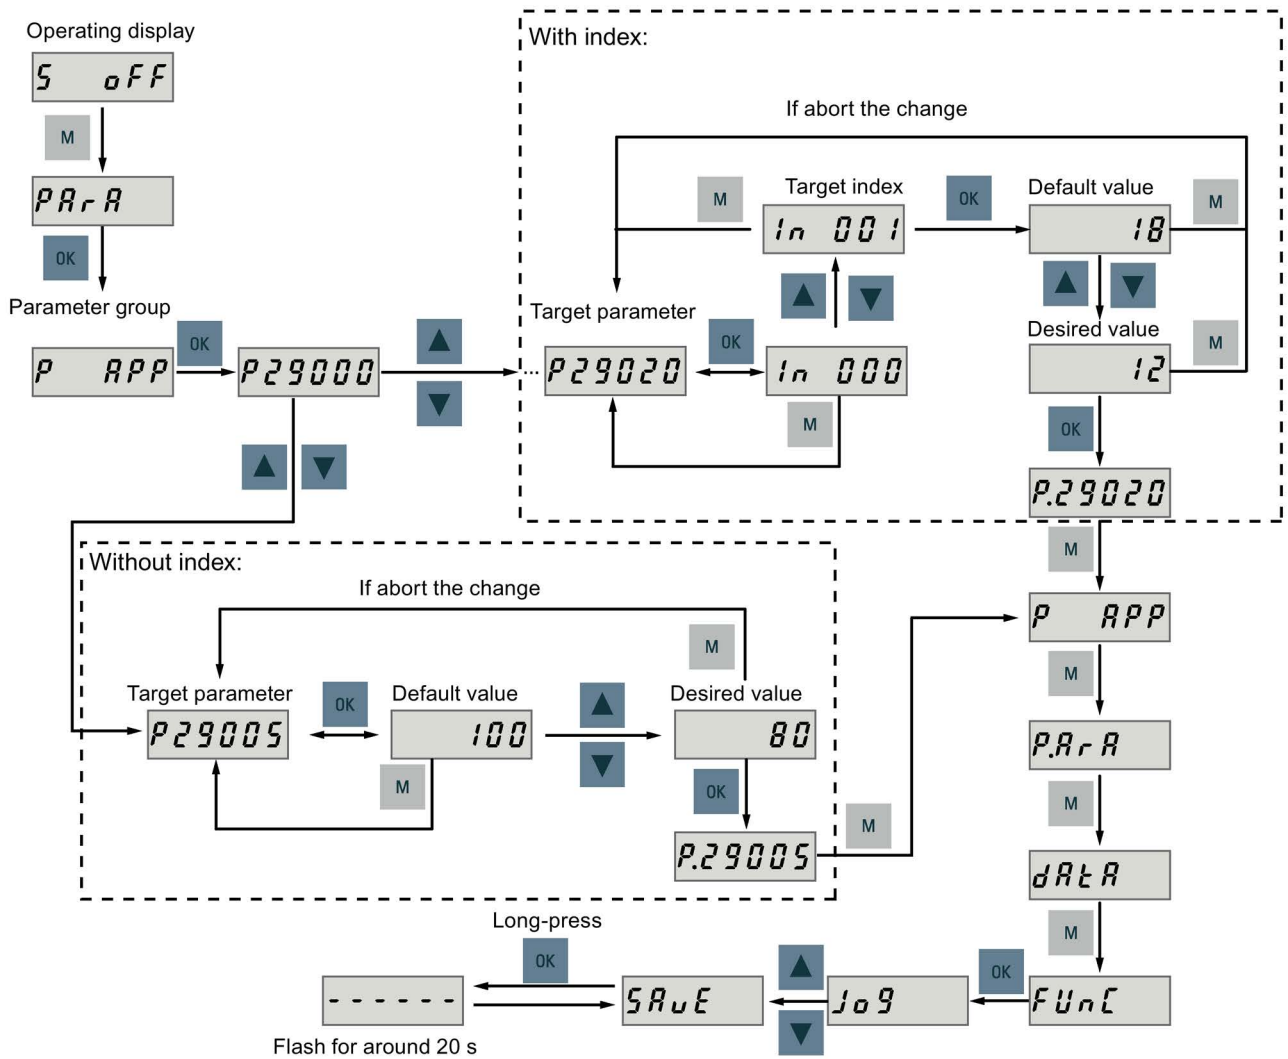 Operating display
S oFF
M
PArA
OK
Parameter group
P APP
OK
P29000
With index:
If abort the change
M
Target index
In 001
OK
Default value
18
M
Target parameter
... P29020
OK
In 000
M
Desired value
12
M
OK
P.29020
M
Without index:
If abort the change
M
Target parameter
P29005
OK
Default value
100
M
Desired value
80
OK
P.29005
M
P APP
M
P.ArA
M
dAtA
M
FUnC
OK
JoG
SAvE
Long-press
OK
------
Flash for around 20 s